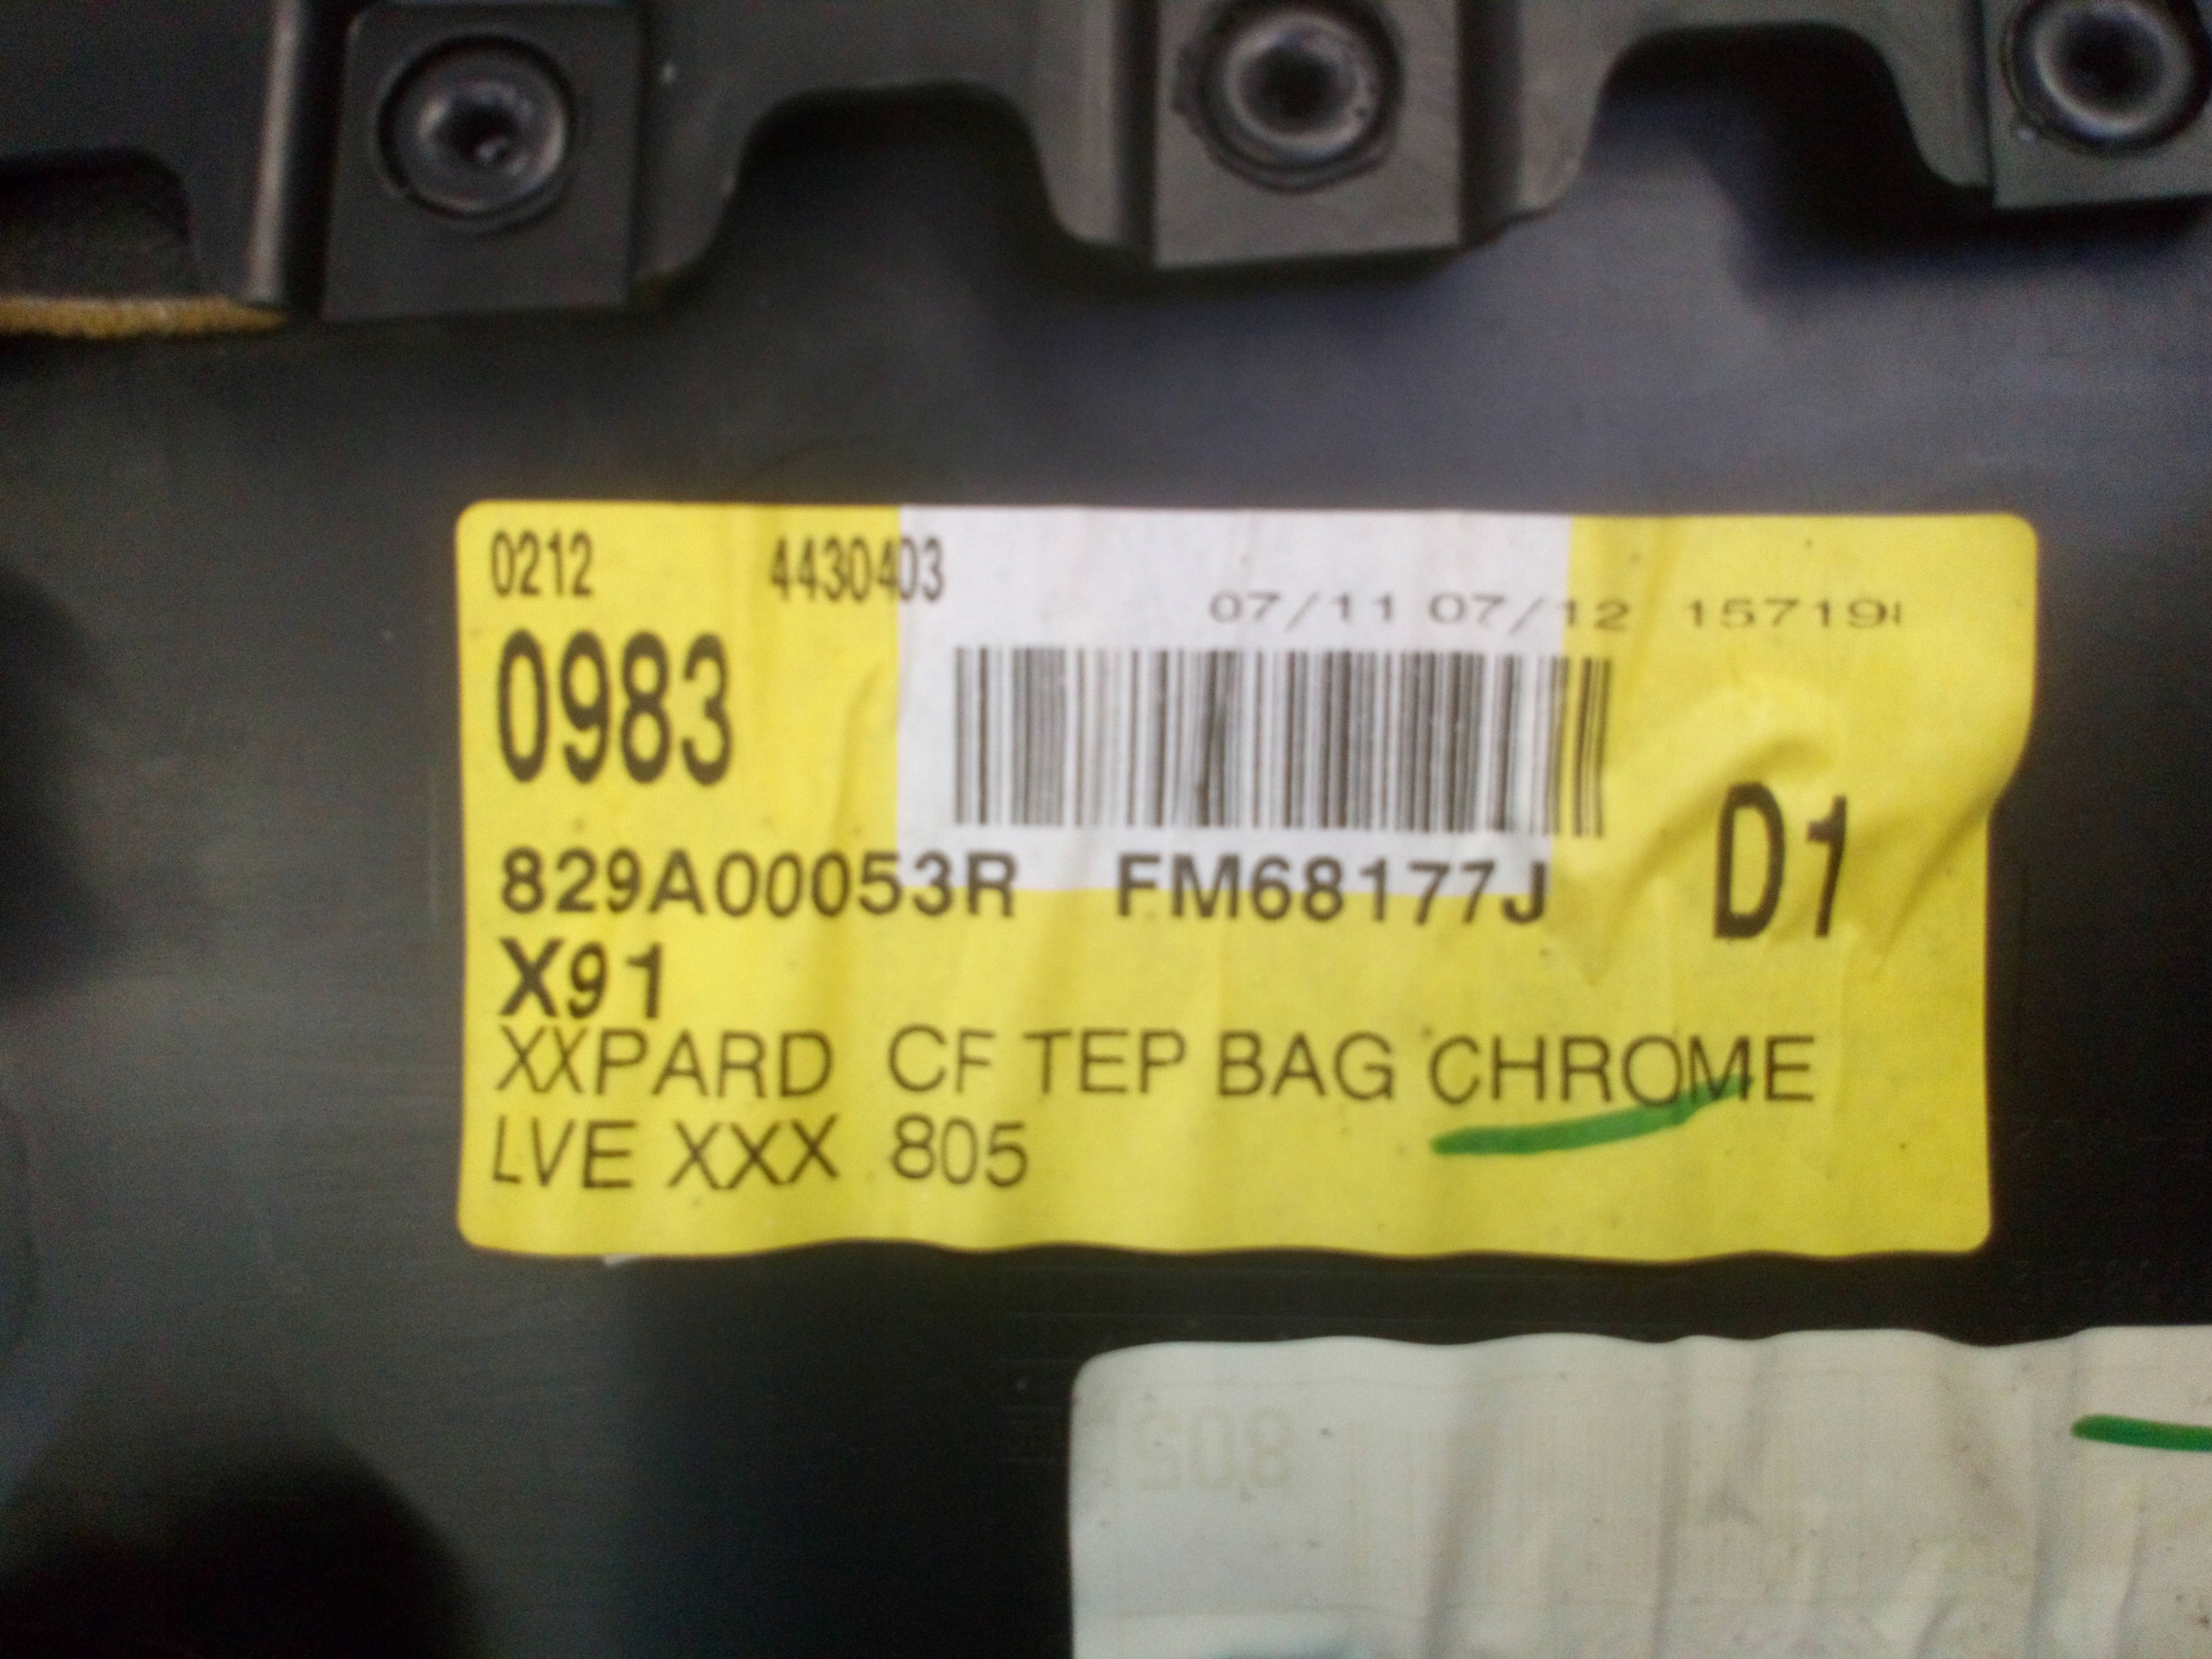 0212 4430403
07/11 07/12 157198
0983
829A00053R FM68177J D1
X91
XXPARD CF TEP BAG CHROME
LVE XXX 805
805